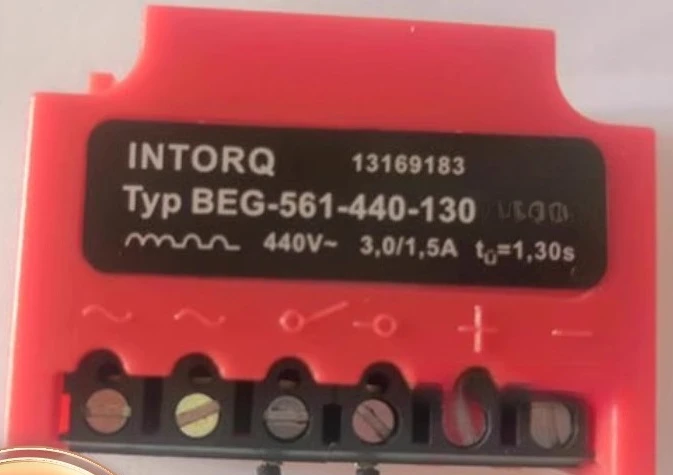 INTORQ 13169183
Typ BEG-561-440-130
440V~ 3,0/1,5A tü=1,30s
~ ~ + −